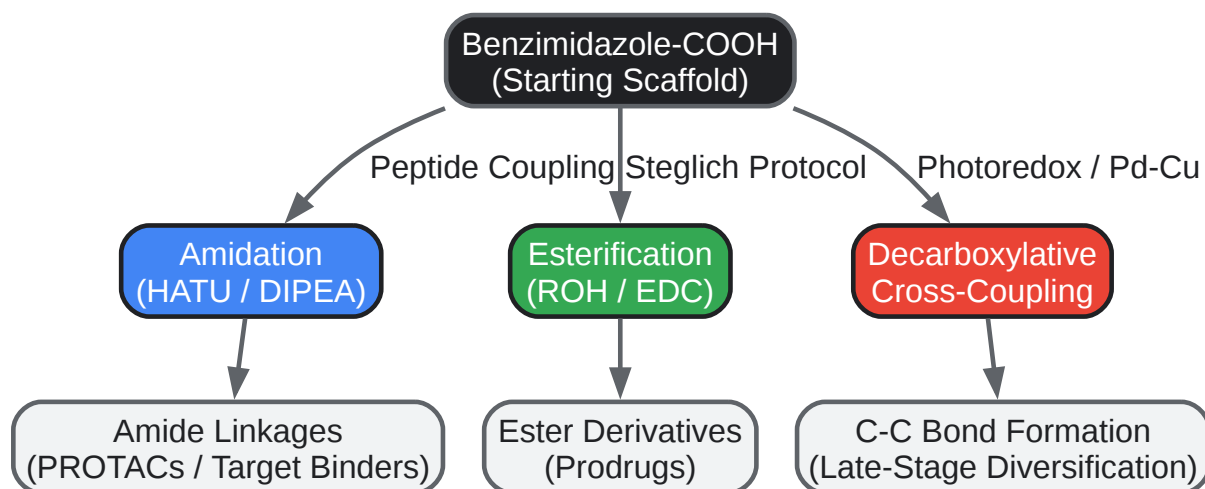 Benzimidazole-COOH
(Starting Scaffold)
Peptide Coupling
Steglich Protocol
Photoredox / Pd-Cu
Amidation
(HATU / DIPEA)
Esterification
(ROH / EDC)
Decarboxylative
Cross-Coupling
Amide Linkages
(PROTACs / Target Binders)
Ester Derivatives
(Prodrugs)
C-C Bond Formation
(Late-Stage Diversification)